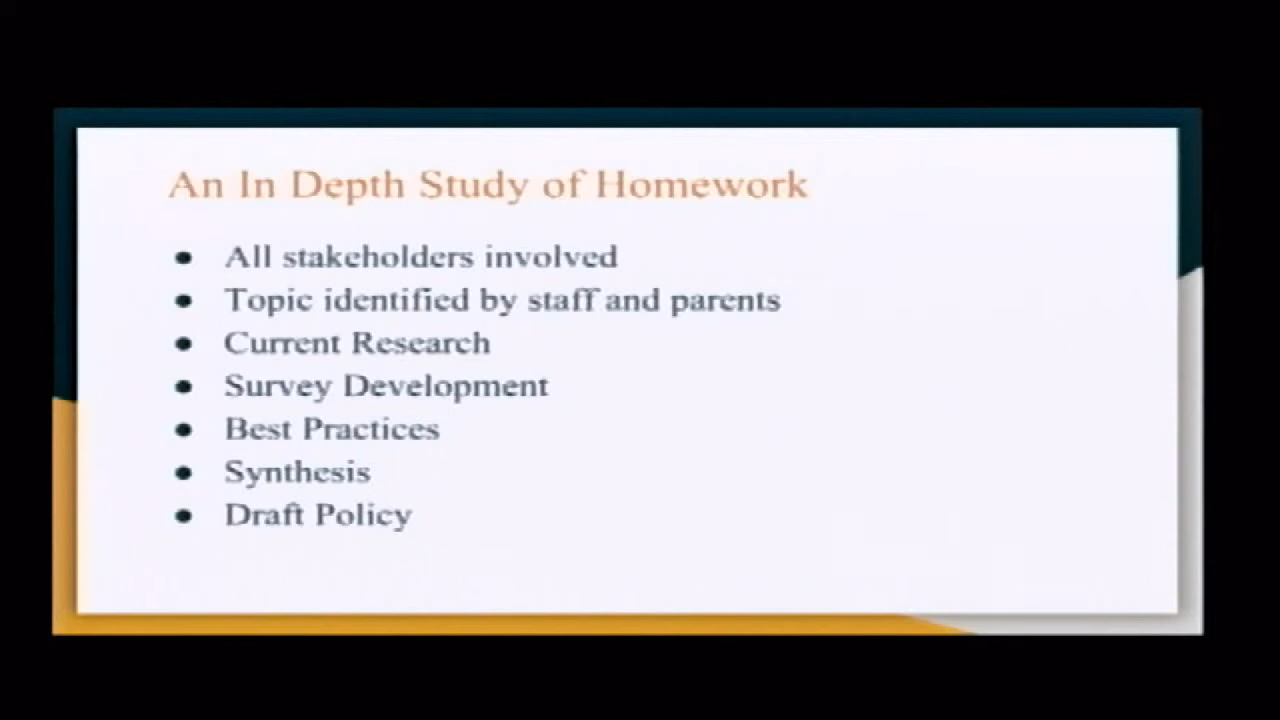 An In Depth Study of Homework
● All stakeholders involved
● Topic identified by staff and parents
● Current Research
● Survey Development
● Best Practices
● Synthesis
● Draft Policy